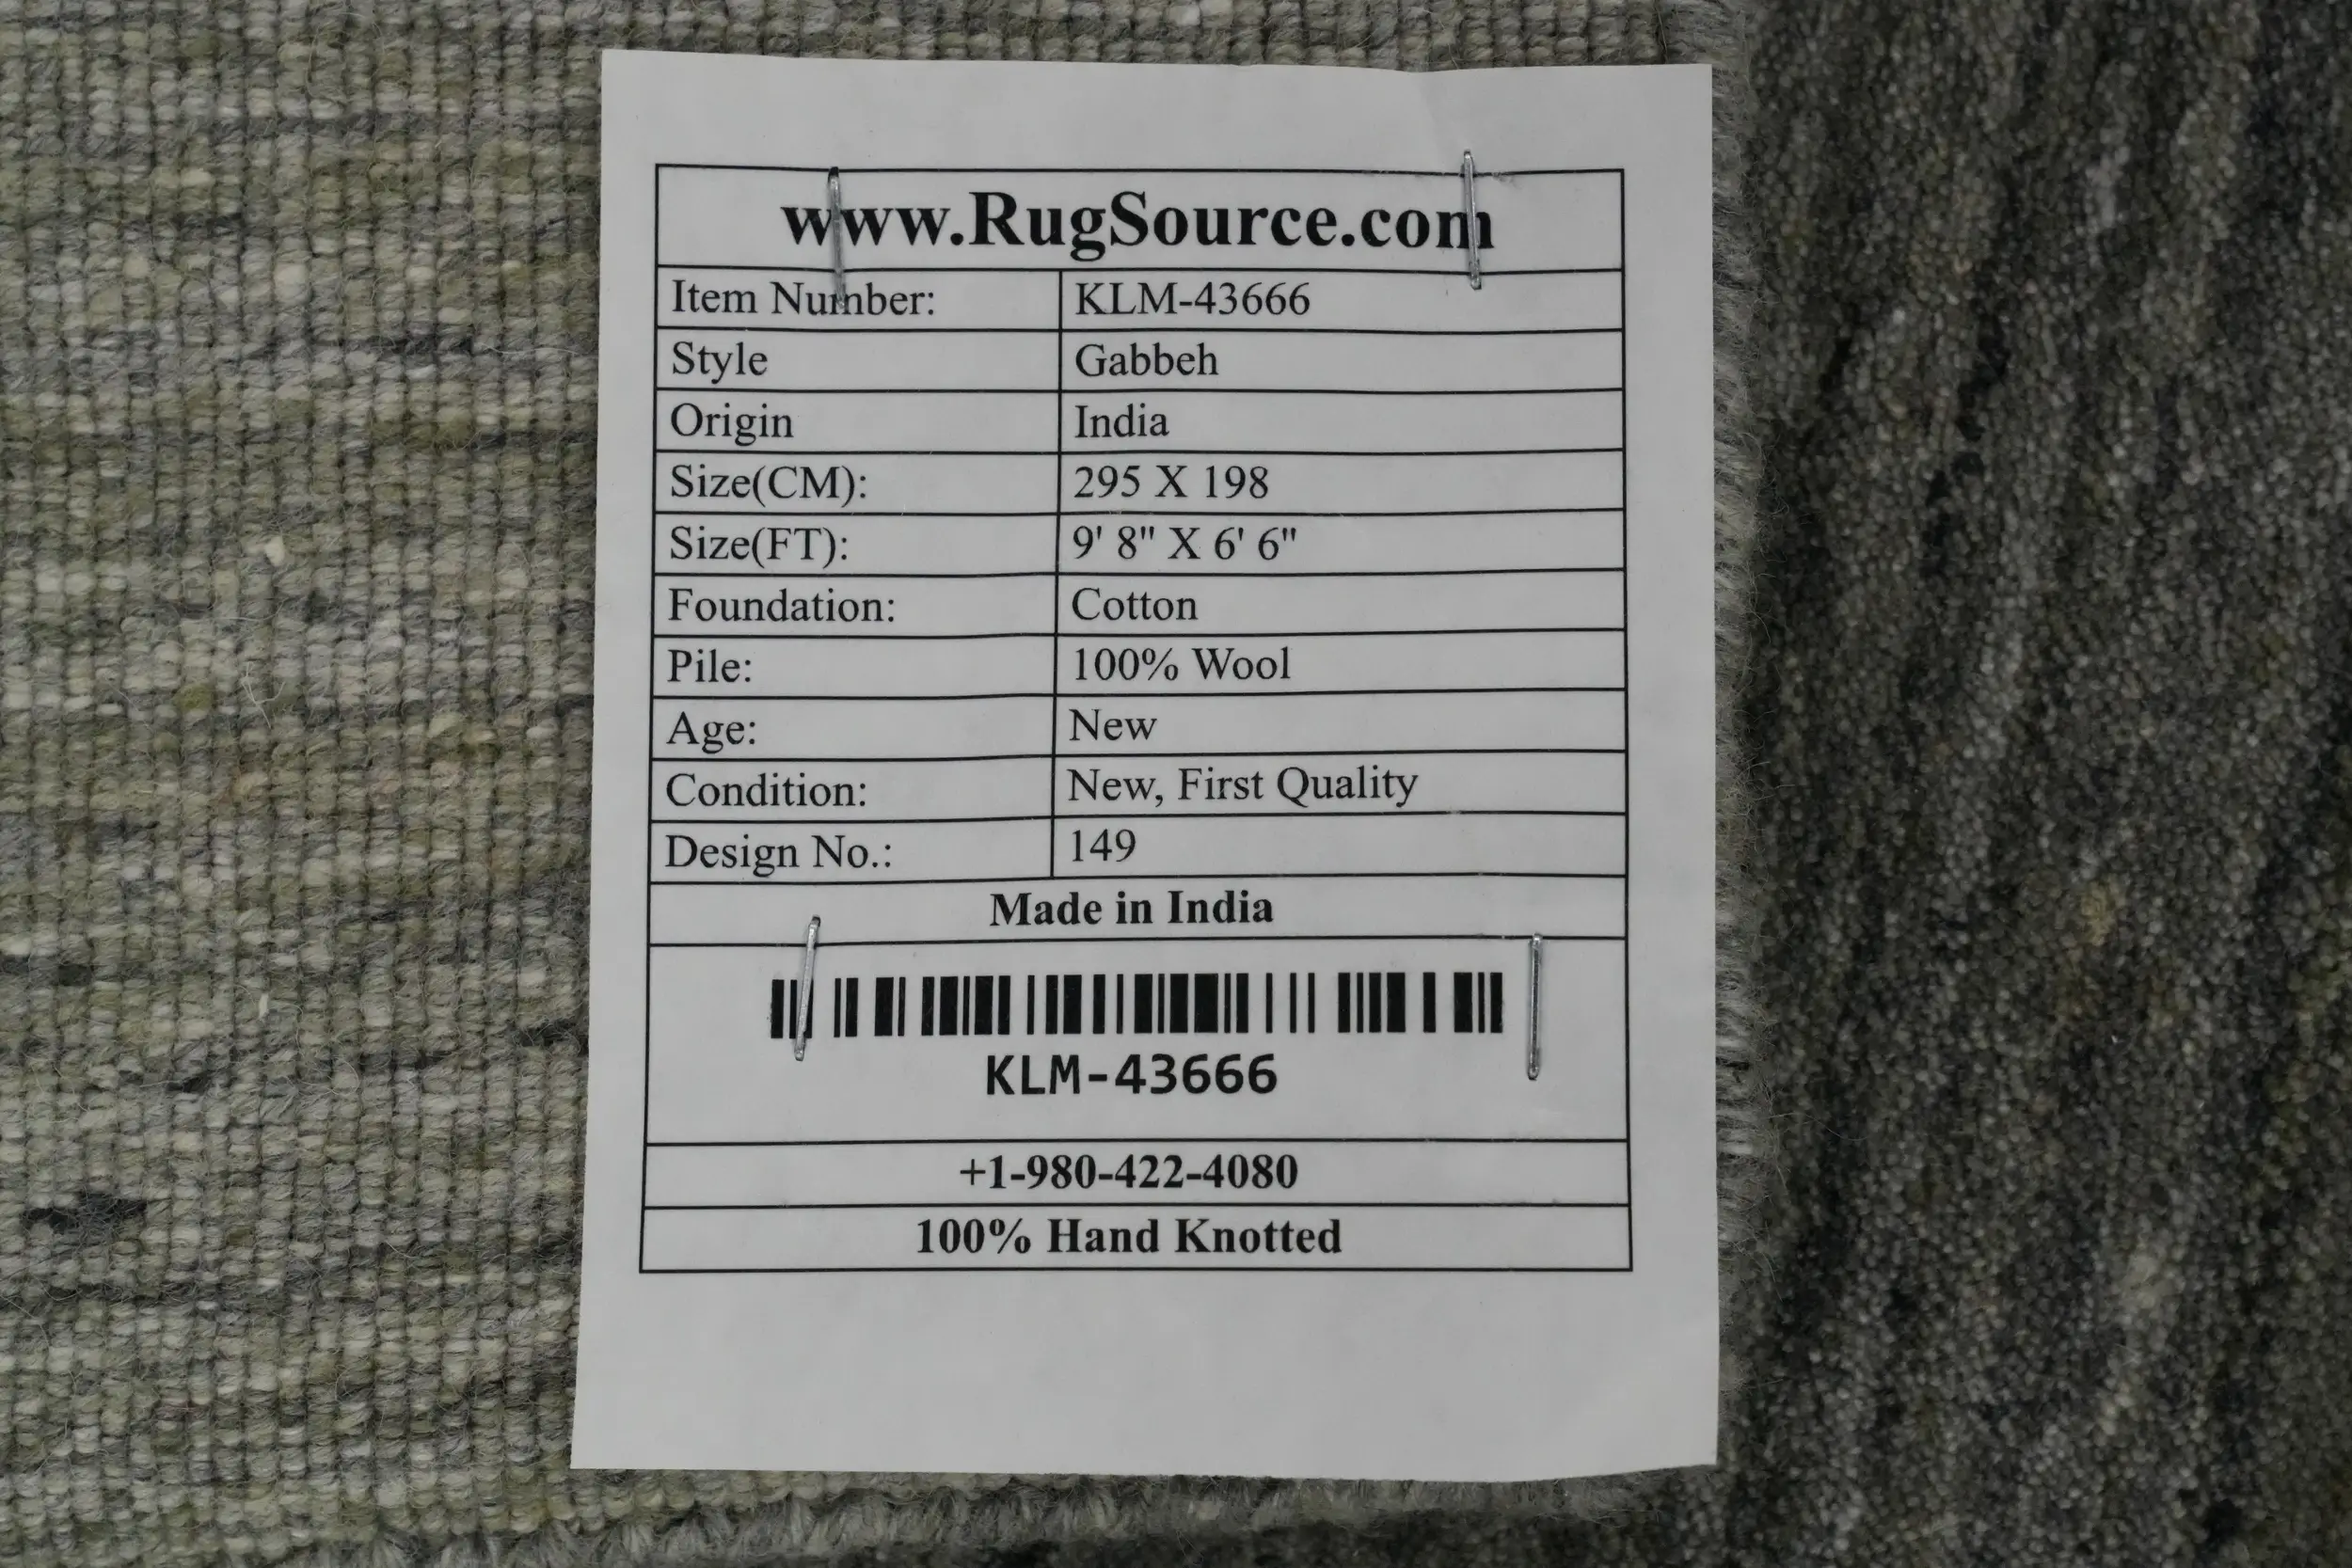 www.RugSource.com
Item Number: KLM-43666
Style Gabbeh
Origin India
Size(CM): 295 X 198
Size(FT): 9' 8" X 6' 6"
Foundation: Cotton
Pile: 100% Wool
Age: New
Condition: New, First Quality
Design No.: 149
Made in India
KLM-43666
+1-980-422-4080
100% Hand Knotted